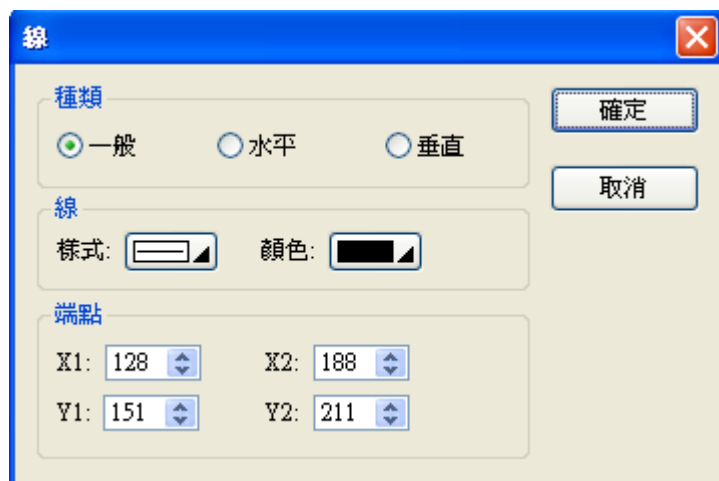 線
種類
確定
一般 水平 垂直
取消
線
樣式: 顏色:
端點
X1: 128 X2: 188
Y1: 151 Y2: 211